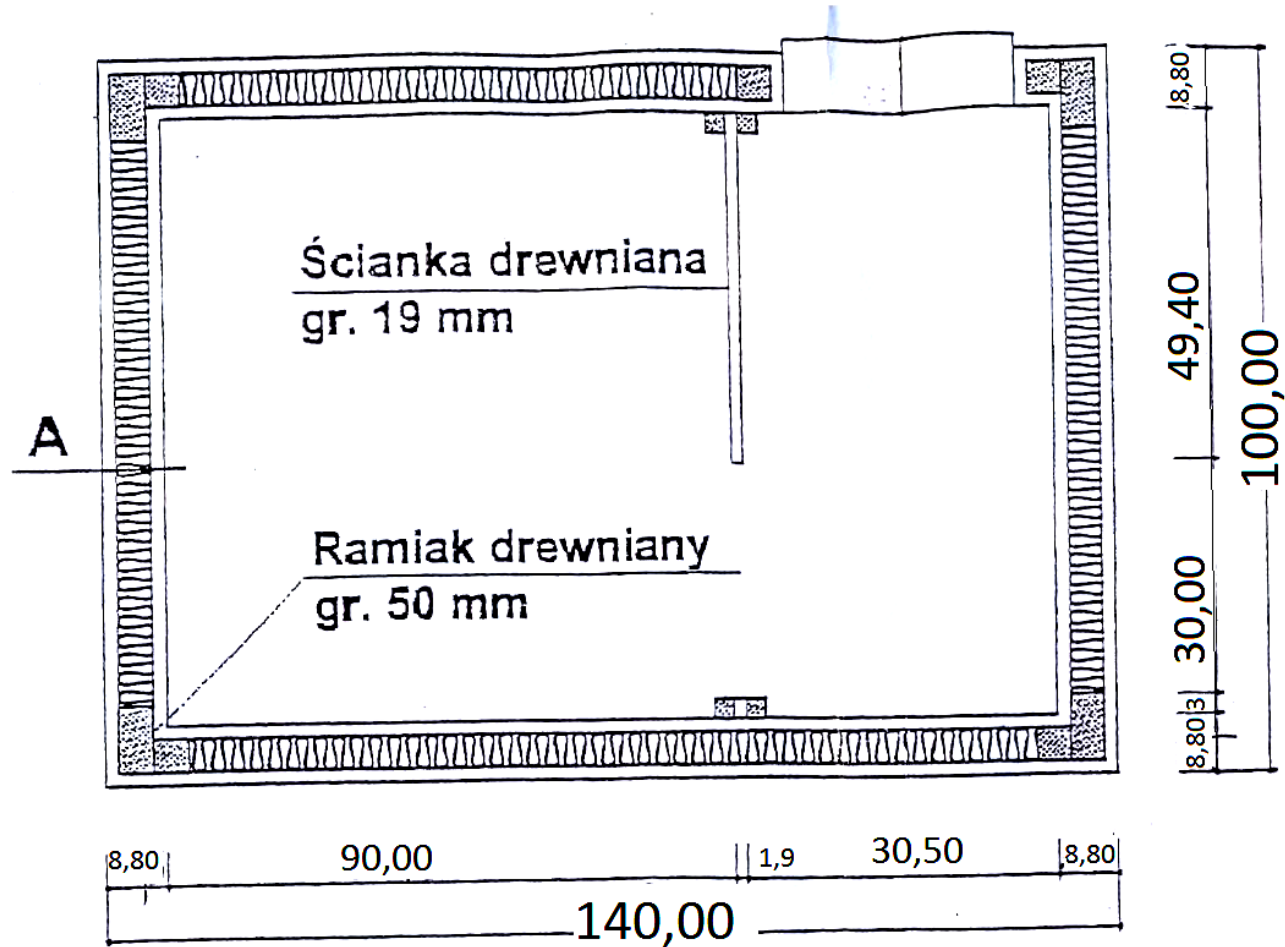 Ścianka drewniana
gr. 19 mm
A
Ramiak drewniany
gr. 50 mm
8,80
49,40
100,00
30,00
3
8,80
8,80
90,00
1,9
30,50
8,80
140,00